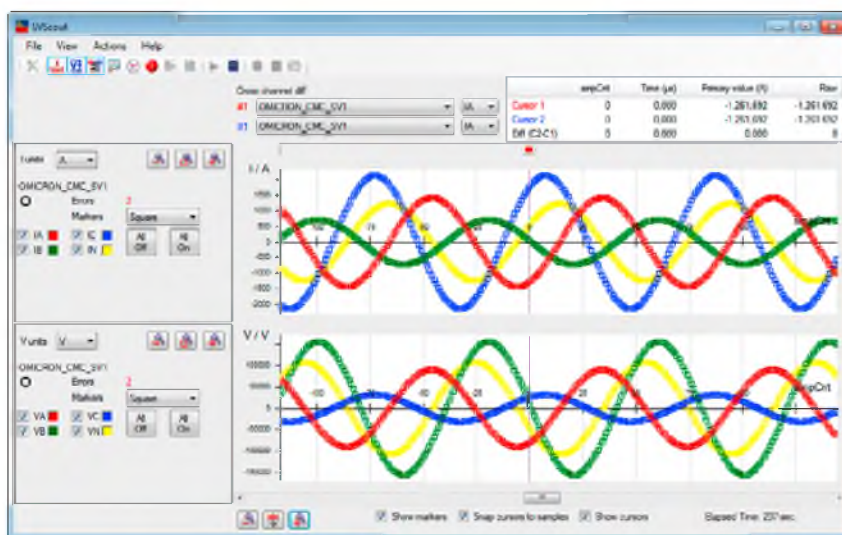 SVScout
File View Actions Help
Cross channel diff
#1 OMICRON_CMC_SV1 IA
#1 OMICRON_CMC_SV1 IA
smpCnt Time (µs) Primary value (A) Raw
Cursor 1 0 0.000 -1.261.692 -1.261.692
Cursor 2 0 0.000 -1.261.692 -1.261.692
Diff (C2-C1) 0 0.000 0.000 0
I units A
OMICRON_CMC_SV1
Errors 2
Markers Square
IA IC All Off All On
IB IN
I / A
smpCnt
V units V
OMICRON_CMC_SV1
Errors 2
Markers Square
VA VC All Off All On
VB VN
V / V
smpCnt
Show markers Snap cursors to samples Show cursors Elapsed Time: 237 sec.